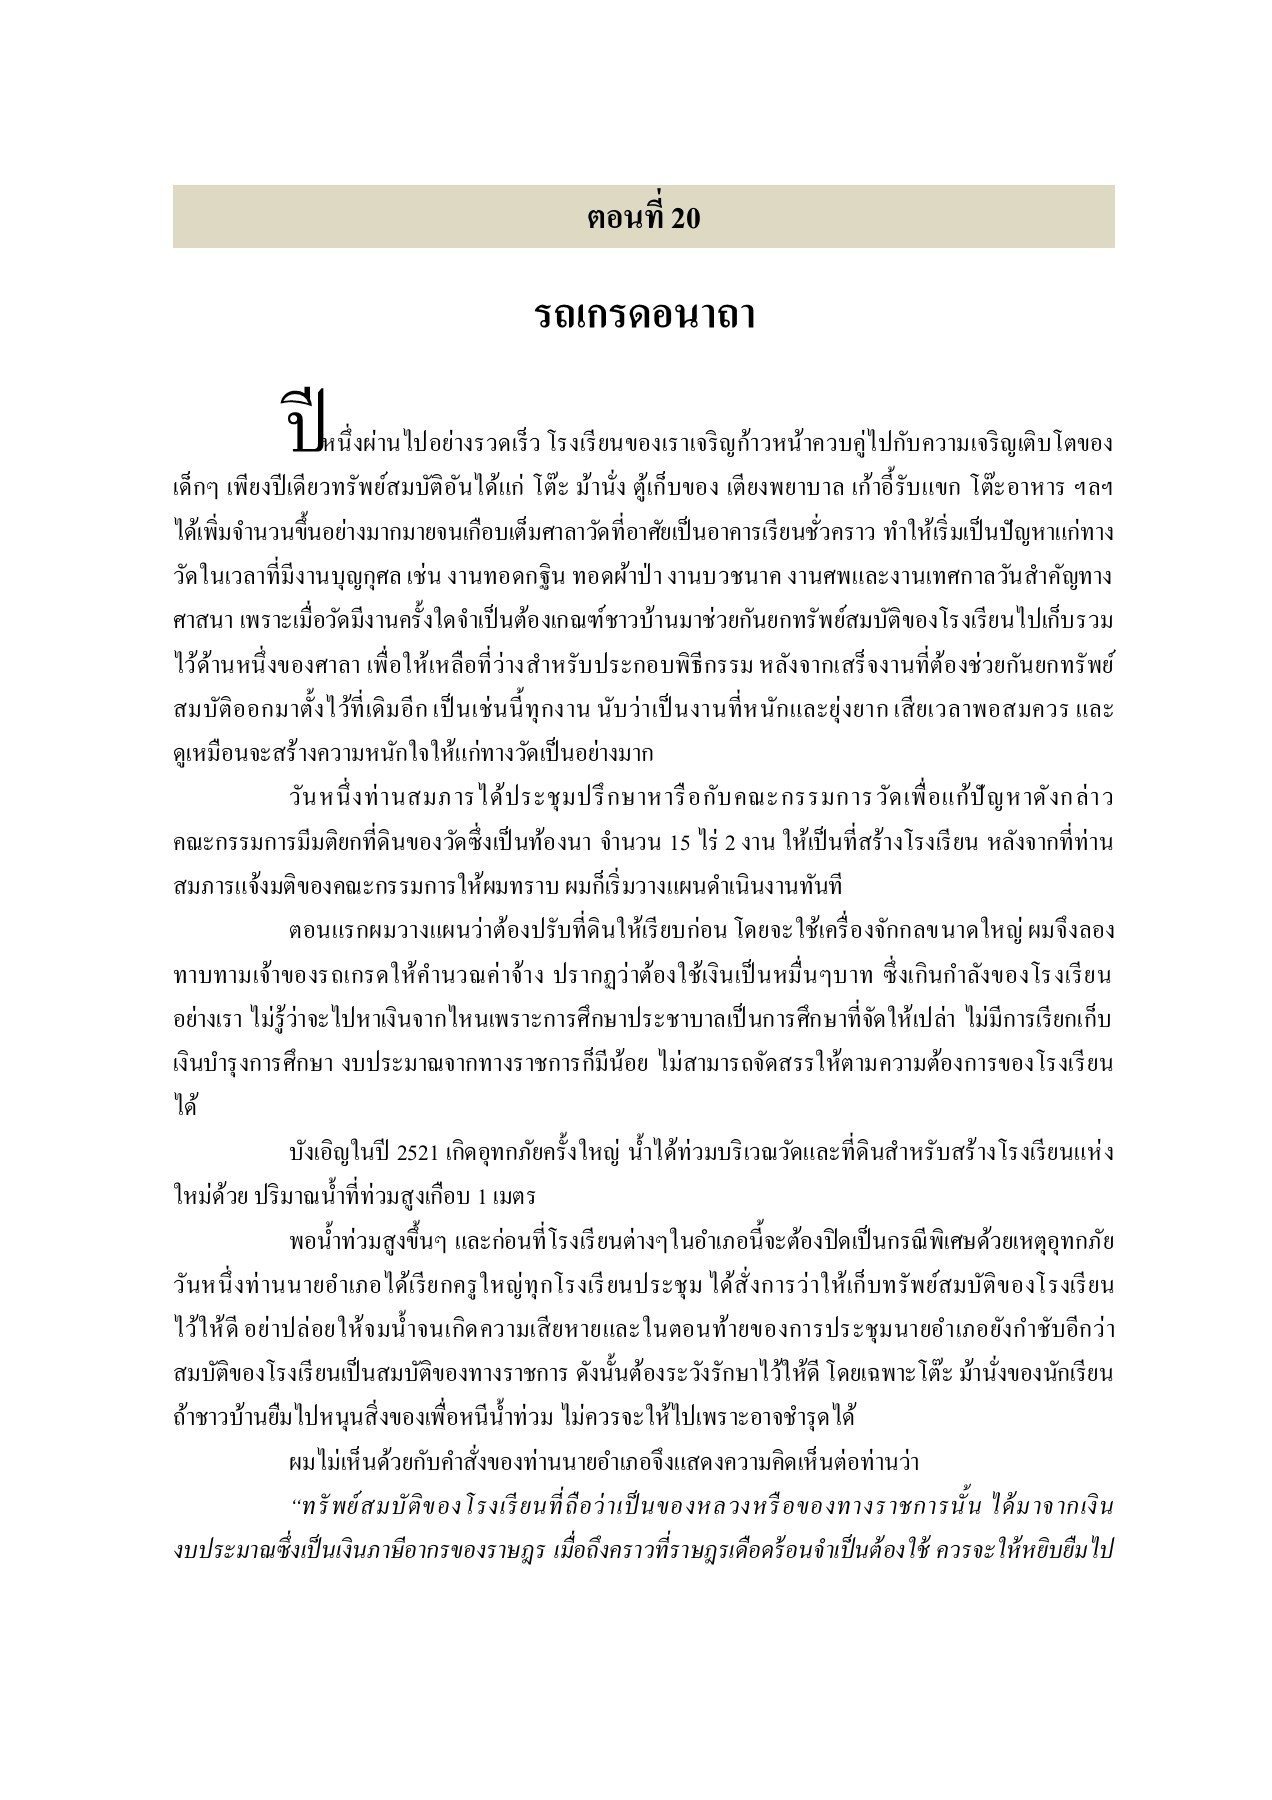 ตอนที่ 20
รถเกรดอนาถา
ปีหนึ่งผ่านไปอย่างรวดเร็ว โรงเรียนของเราเจริญก้าวหน้าควบคู่ไปกับความเจริญเติบโตของ
เด็กๆ เพียงปีเดียวทรัพย์สมบัติอันได้แก่ โต๊ะ ม้านั่ง ตู้เก็บของ เตียงพยาบาล เก้าอี้รับแขก โต๊ะอาหาร ฯลฯ
ได้เพิ่มจำนวนขึ้นอย่างมากมายจนเกือบเต็มศาลาวัดที่อาศัยเป็นอาคารเรียนชั่วคราว ทำให้เริ่มเป็นปัญหาแก่ทาง
วัดในเวลาที่มีงานบุญกุศล เช่น งานทอดกฐิน ทอดผ้าป่า งานบวชนาค งานศพและงานเทศกาลวันสำคัญทาง
ศาสนา เพราะเมื่อวัดมีงานครั้งใดจำเป็นต้องเกณฑ์ชาวบ้านมาช่วยกันยกทรัพย์สมบัติของโรงเรียนไปเก็บรวม
ไว้ด้านหนึ่งของศาลา เพื่อให้เหลือที่ว่างสำหรับประกอบพิธีกรรม หลังจากเสร็จงานที่ต้องช่วยกันยกทรัพย์
สมบัติออกมาตั้งไว้ที่เดิมอีก เป็นเช่นนี้ทุกงาน นับว่าเป็นงานที่หนักและยุ่งยาก เสียเวลาพอสมควร และ
ดูเหมือนจะสร้างความหนักใจให้แก่ทางวัดเป็นอย่างมาก
วันหนึ่งท่านสมภารได้ประชุมปรึกษาหารือกับคณะกรรมการวัดเพื่อแก้ปัญหาดังกล่าว
คณะกรรมการมีมติยกที่ดินของวัดซึ่งเป็นท้องนา จำนวน 15 ไร่ 2 งาน ให้เป็นที่สร้างโรงเรียน หลังจากที่ท่าน
สมภารแจ้งมติของคณะกรรมการให้ผมทราบ ผมก็เริ่มวางแผนดำเนินงานทันที
ตอนแรกผมวางแผนว่าต้องปรับที่ดินให้เรียบก่อน โดยจะใช้เครื่องจักกลขนาดใหญ่ ผมจึงลอง
ทาบทามเจ้าของรถเกรดให้คำนวณค่าจ้าง ปรากฏว่าต้องใช้เงินเป็นหมื่นๆบาท ซึ่งเกินกำลังของโรงเรียน
อย่างเรา ไม่รู้ว่าจะไปหาเงินจากไหนเพราะการศึกษาประชาบาลเป็นการศึกษาที่จัดให้เปล่า ไม่มีการเรียกเก็บ
เงินบำรุงการศึกษา งบประมาณจากทางราชการก็มีน้อย ไม่สามารถจัดสรรให้ตามความต้องการของโรงเรียน
ได้
บังเอิญในปี 2521 เกิดอุทกภัยครั้งใหญ่ น้ำได้ท่วมบริเวณวัดและที่ดินสำหรับสร้างโรงเรียนแห่ง
ใหม่ด้วย ปริมาณน้ำที่ท่วมสูงเกือบ 1 เมตร
พอน้ำท่วมสูงขึ้นๆ และก่อนที่โรงเรียนต่างๆในอำเภอนี้จะต้องปิดเป็นกรณีพิเศษด้วยเหตุอุทกภัย
วันหนึ่งท่านนายอำเภอได้เรียกครูใหญ่ทุกโรงเรียนประชุม ได้สั่งการว่าให้เก็บทรัพย์สมบัติของโรงเรียน
ไว้ให้ดี อย่าปล่อยให้จมน้ำจนเกิดความเสียหายและในตอนท้ายของการประชุมนายอำเภอยังกำชับอีกว่า
สมบัติของโรงเรียนเป็นสมบัติของทางราชการ ดังนั้นต้องระวังรักษาไว้ให้ดี โดยเฉพาะโต๊ะ ม้านั่งของนักเรียน
ถ้าชาวบ้านยืมไปหนุนสิ่งของเพื่อหนีน้ำท่วม ไม่ควรจะให้ไปเพราะอาจชำรุดได้
ผมไม่เห็นด้วยกับคำสั่งของท่านนายอำเภอจึงแสดงความคิดเห็นต่อท่านว่า
“ทรัพย์สมบัติของโรงเรียนที่ถือว่าเป็นของหลวงหรือของทางราชการนั้น ได้มาจากเงิน
งบประมาณซึ่งเป็นเงินภาษีอากรของราษฎร เมื่อถึงคราวที่ราษฎรเดือดร้อนจำเป็นต้องใช้ ควรจะให้หยิบยืมไป